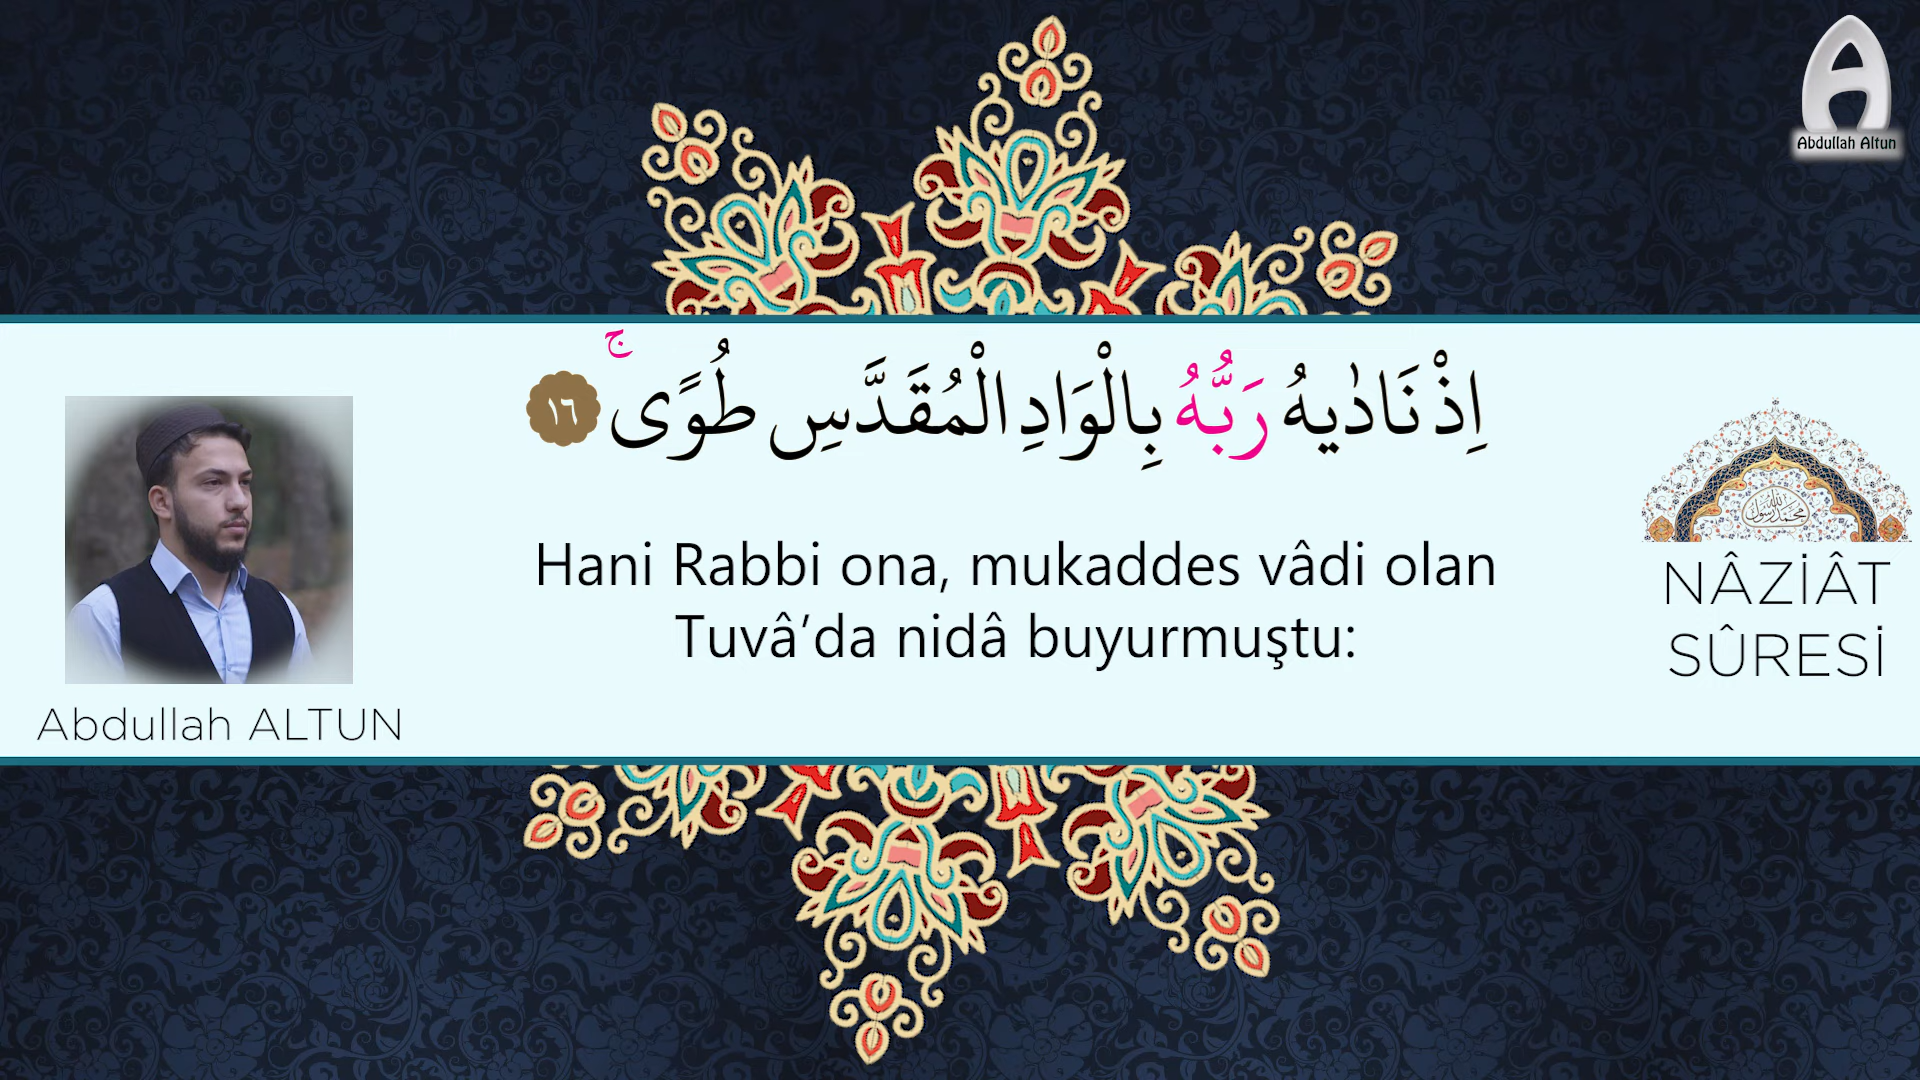 Abdullah Altun
اِذْ نَادٰيهُ رَبُّهُ بِالْوَادِ الْمُقَدَّسِ طُوًىۚ ١٦
Hani Rabbi ona, mukaddes vâdi olan
Tuvâ’da nidâ buyurmuştu:
Abdullah ALTUN
NÂZİÂT
SÛRESİ